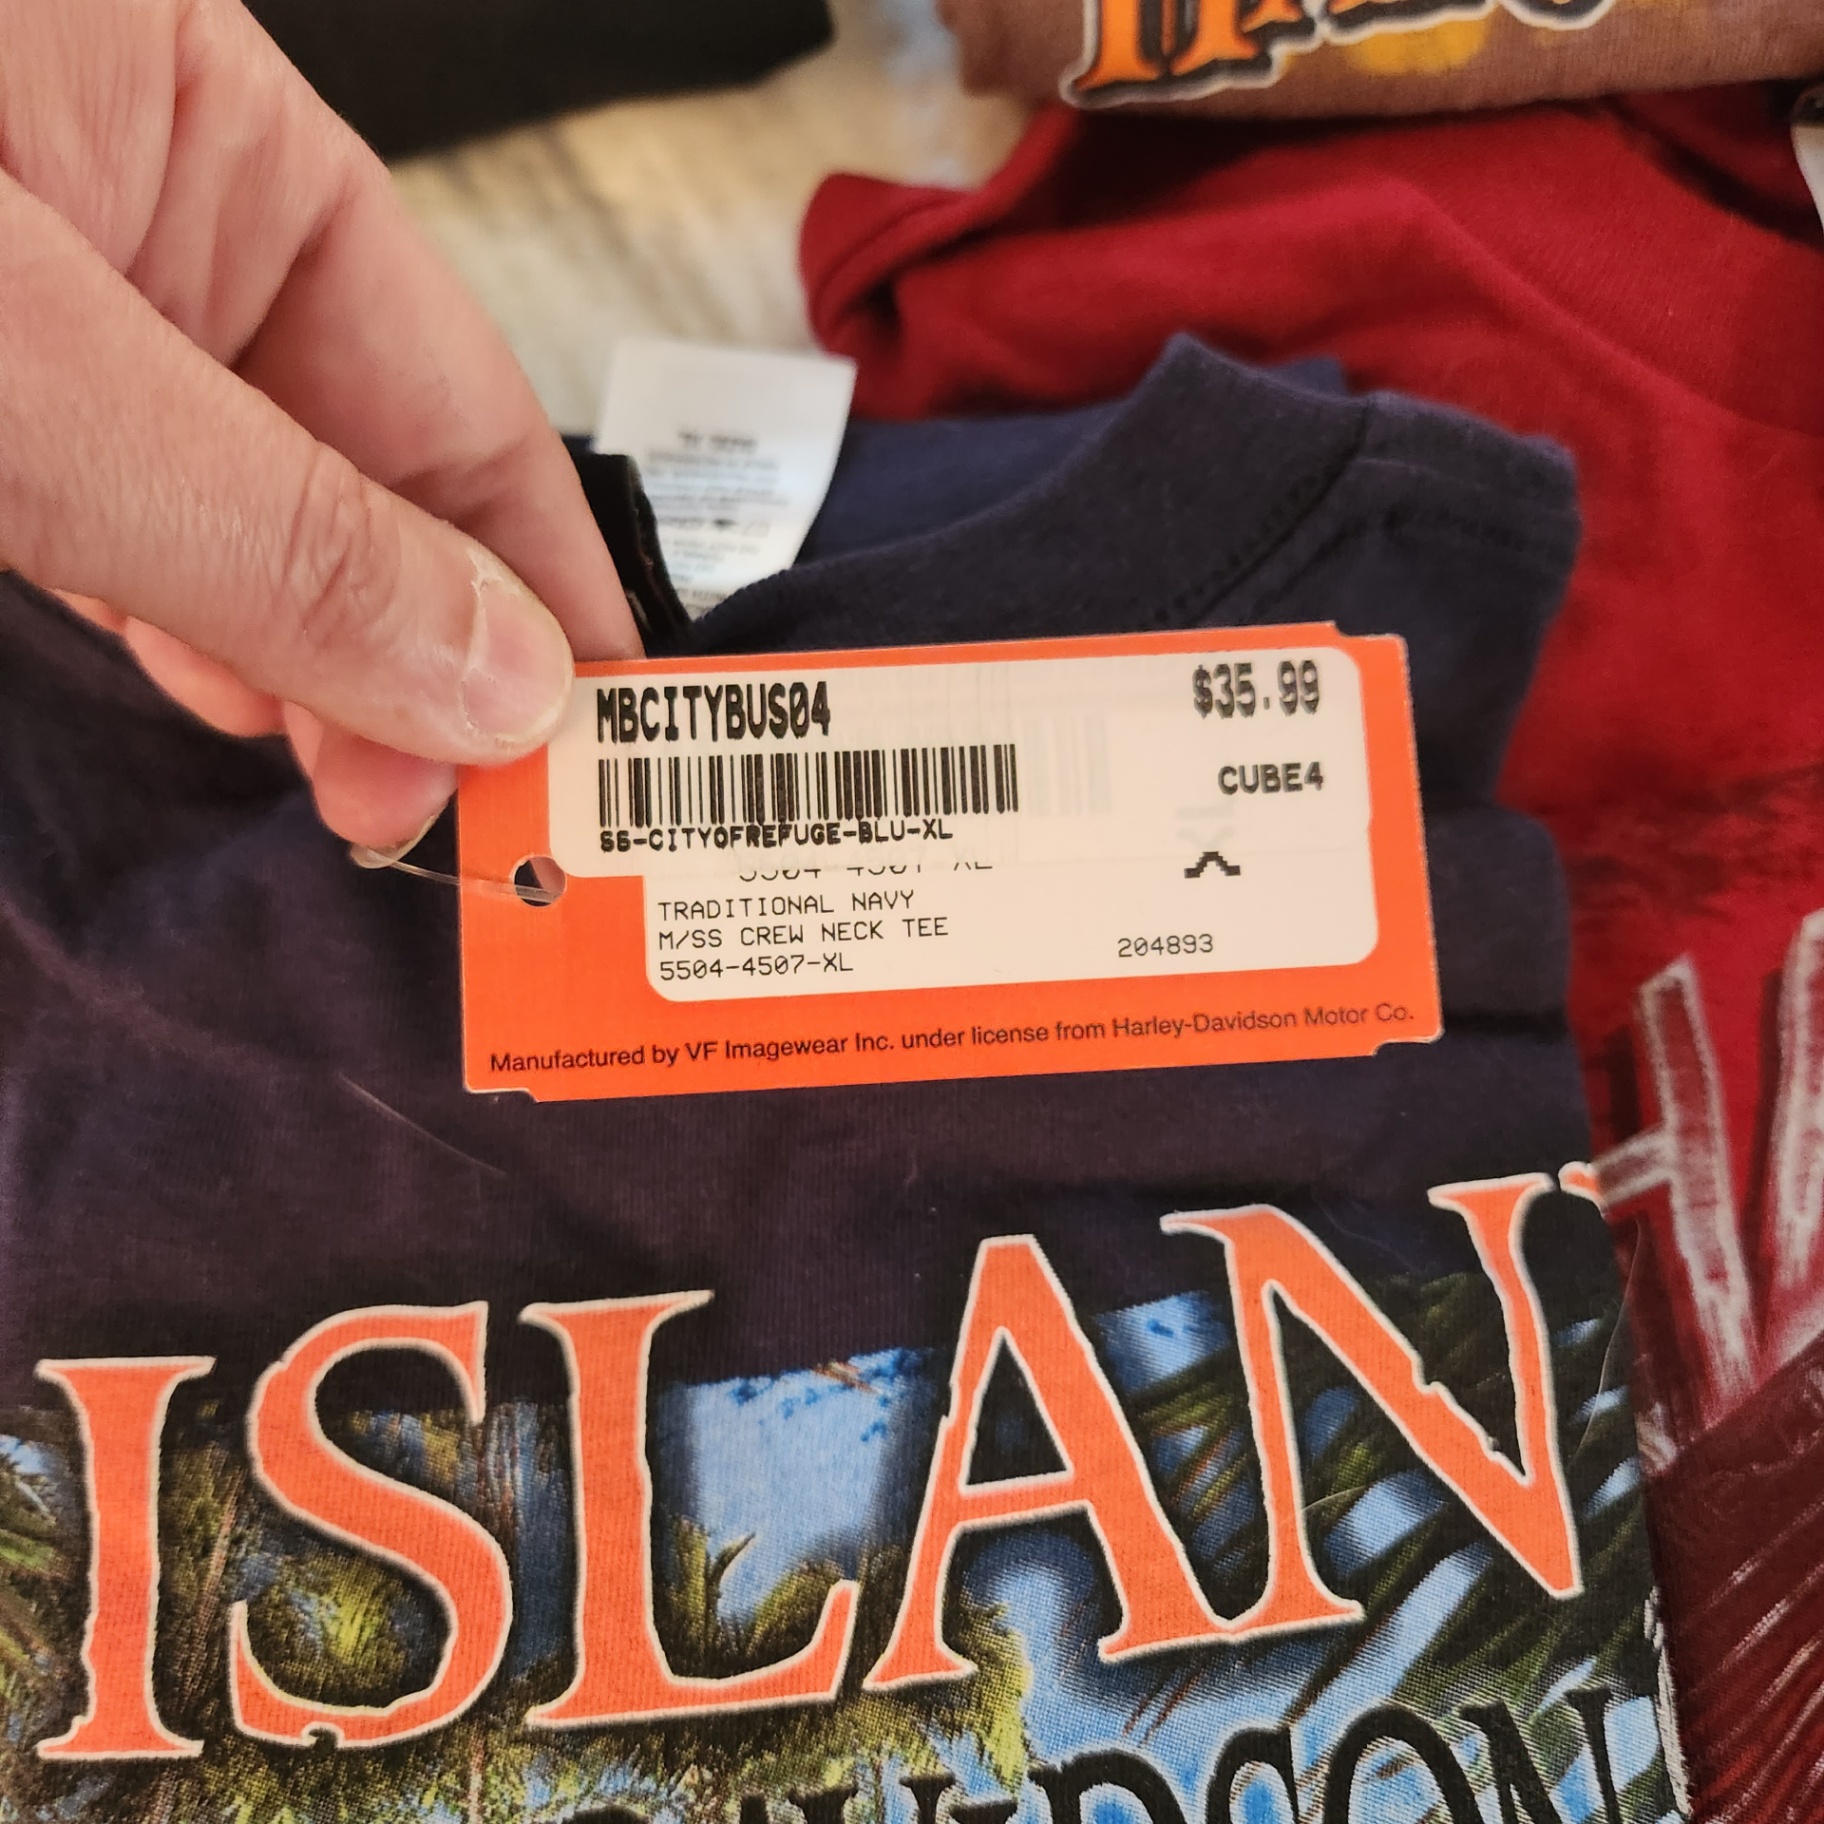 MBCITYBUS04
$35.99
CUBE4
SS-CITYOFREFUGE-BLU-XL
TRADITIONAL NAVY
M/SS CREW NECK TEE
5504-4507-XL
204893
Manufactured by VF Imagewear Inc. under license from Harley-Davidson Motor Co.
ISLAN